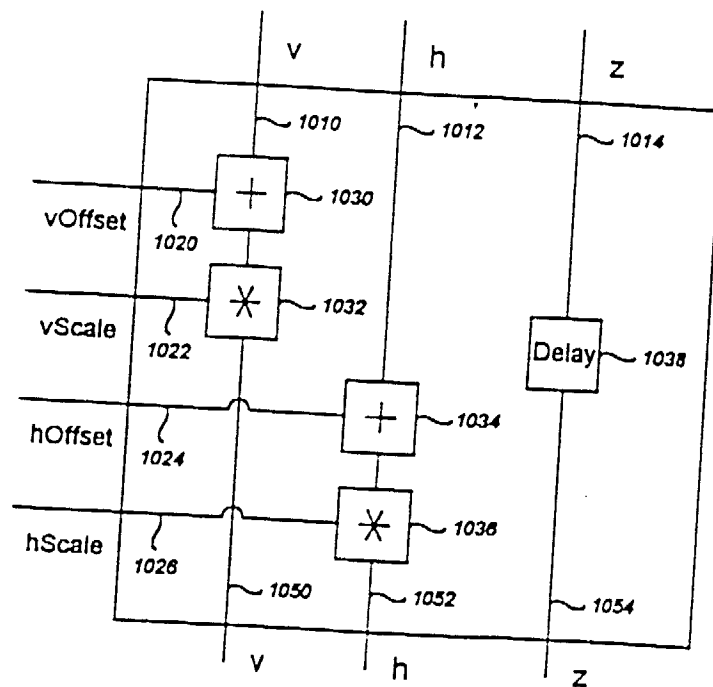 v h z
1010 1012 1014
+ 1030
vOffset 1020
* 1032
vScale 1022
Delay 1038
+ 1034
hOffset 1024
* 1036
hScale 1026
1050 1052 1054
v h z